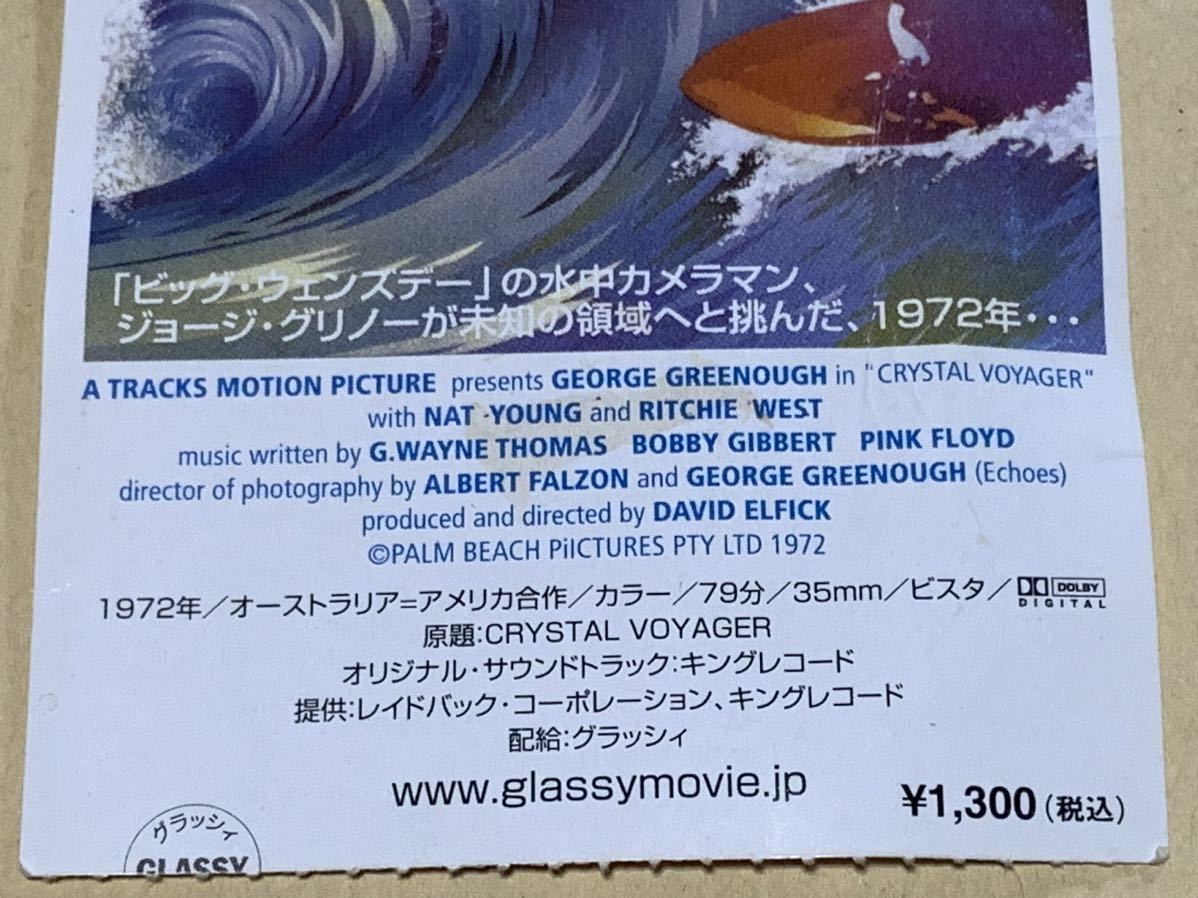 「ビッグ・ウェンズデー」の水中カメラマン、
ジョージ・グリノーが未知の領域へと挑んだ、1972年・・・
A TRACKS MOTION PICTURE presents GEORGE GREENOUGH in "CRYSTAL VOYAGER"
with NAT YOUNG and RITCHIE WEST
music written by G.WAYNE THOMAS BOBBY GIBBERT PINK FLOYD
director of photography by ALBERT FALZON and GEORGE GREENOUGH (Echoes)
produced and directed by DAVID ELFICK
©PALM BEACH PiICTURES PTY LTD 1972
1972年／オーストラリア=アメリカ合作／カラー／79分／35mm／ビスタ／DOLBY DIGITAL
原題:CRYSTAL VOYAGER
オリジナル・サウンドトラック:キングレコード
提供:レイドバック・コーポレーション、キングレコード
配給:グラッシィ
www.glassymovie.jp
¥1,300(税込)
グラッシィ
GLASSY